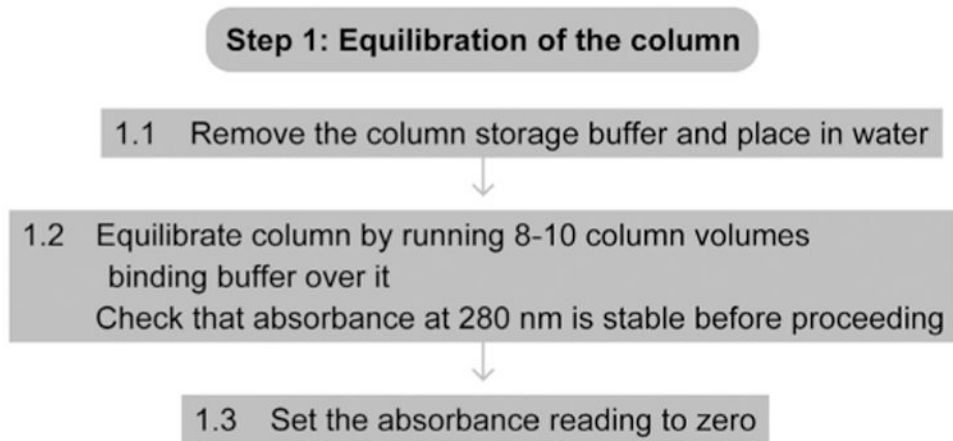 Step 1: Equilibration of the column
1.1 Remove the column storage buffer and place in water
1.2 Equilibrate column by running 8-10 column volumes
binding buffer over it
Check that absorbance at 280 nm is stable before proceeding
1.3 Set the absorbance reading to zero